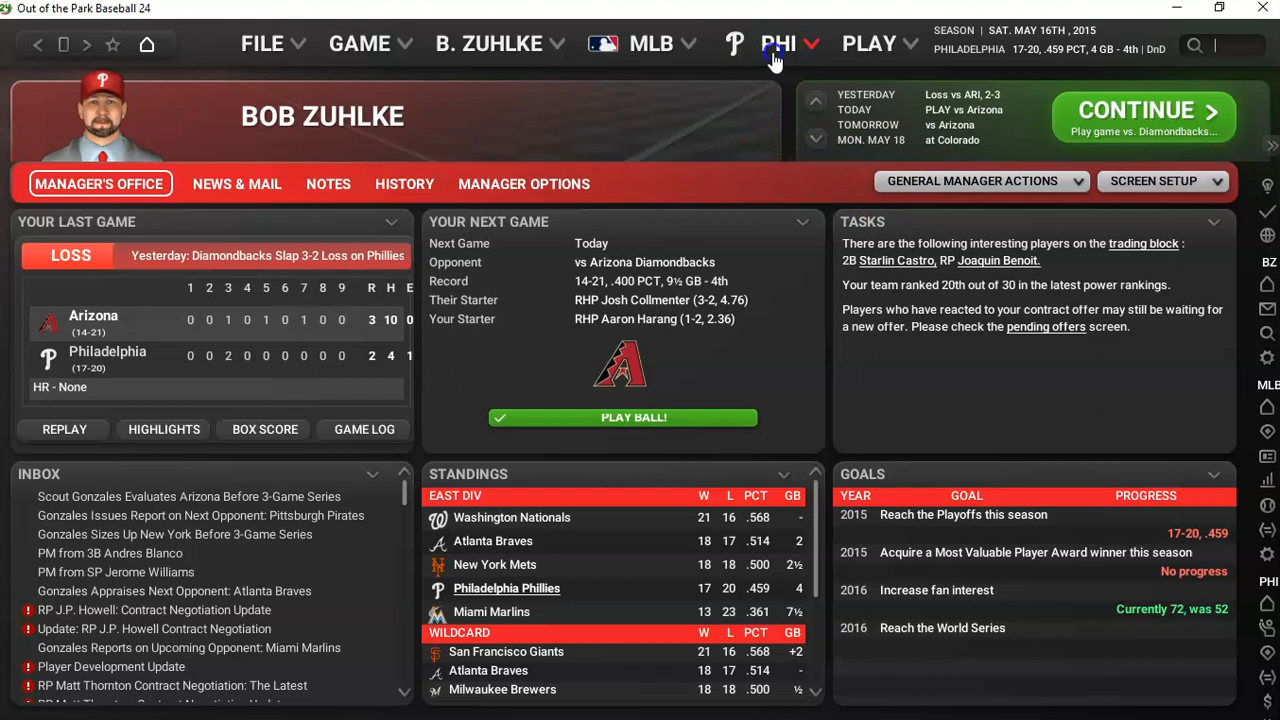 Out of the Park Baseball 24
FILE GAME B. ZUHLKE MLB PHI PLAY
SEASON | SAT. MAY 16TH , 2015
PHILADELPHIA 17-20, .459 PCT, 4 GB - 4th | DnD
BOB ZUHLKE
YESTERDAY Loss vs ARI, 2-3
TODAY PLAY vs Arizona
TOMORROW vs Arizona
MON. MAY 18 at Colorado
CONTINUE
Play game vs. Diamondbacks...
MANAGER'S OFFICE NEWS & MAIL NOTES HISTORY MANAGER OPTIONS GENERAL MANAGER ACTIONS SCREEN SETUP
YOUR LAST GAME
LOSS Yesterday: Diamondbacks Slap 3-2 Loss on Phillies
1 2 3 4 5 6 7 8 9 R H E
Arizona 0 0 1 0 1 0 1 0 0 3 10 0
(14-21)
Philadelphia 0 0 2 0 0 0 0 0 0 2 4 1
(17-20)
HR - None
REPLAY HIGHLIGHTS BOX SCORE GAME LOG
YOUR NEXT GAME
Next Game Today
Opponent vs Arizona Diamondbacks
Record 14-21, .400 PCT, 9½ GB - 4th
Their Starter RHP Josh Collmenter (3-2, 4.76)
Your Starter RHP Aaron Harang (1-2, 2.36)
PLAY BALL!
TASKS
There are the following interesting players on the trading block :
2B Starlin Castro, RP Joaquin Benoit.
Your team ranked 20th out of 30 in the latest power rankings.
Players who have reacted to your contract offer may still be waiting for
a new offer. Please check the pending offers screen.
INBOX
Scout Gonzales Evaluates Arizona Before 3-Game Series
Gonzales Issues Report on Next Opponent: Pittsburgh Pirates
Gonzales Sizes Up New York Before 3-Game Series
PM from 3B Andres Blanco
PM from SP Jerome Williams
Gonzales Appraises Next Opponent: Atlanta Braves
RP J.P. Howell: Contract Negotiation Update
Update: RP J.P. Howell Contract Negotiation
Gonzales Reports on Upcoming Opponent: Miami Marlins
Player Development Update
RP Matt Thornton Contract Negotiation: The Latest
STANDINGS
EAST DIV W L PCT GB
Washington Nationals 21 16 .568 -
Atlanta Braves 18 17 .514 2
New York Mets 18 18 .500 2½
Philadelphia Phillies 17 20 .459 4
Miami Marlins 13 23 .361 7½
WILDCARD W L PCT GB
San Francisco Giants 21 16 .568 +2
Atlanta Braves 18 17 .514 -
Milwaukee Brewers 18 18 .500 ½
GOALS
YEAR GOAL PROGRESS
2015 Reach the Playoffs this season
17-20, .459
2015 Acquire a Most Valuable Player Award winner this season
No progress
2016 Increase fan interest
Currently 72, was 52
2016 Reach the World Series
BZ
MLB
PHI